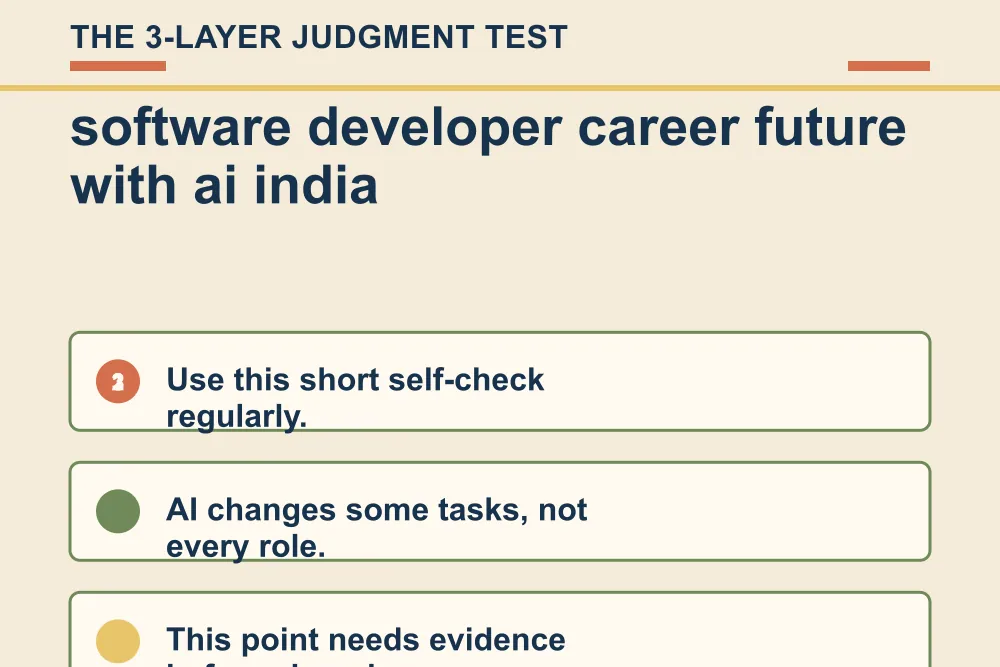 THE 3-LAYER JUDGMENT TEST
software developer career future
with ai india
Use this short self-check
regularly.
AI changes some tasks, not
every role.
This point needs evidence